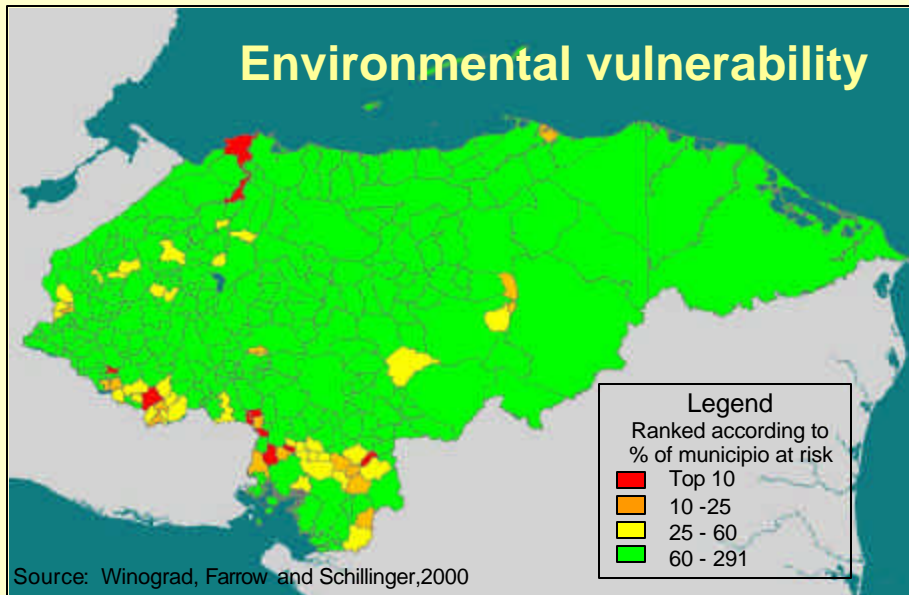 Environmental vulnerability
Legend
Ranked according to
% of municipio at risk
Top 10
10 -25
25 - 60
60 - 291
Source: Winograd, Farrow and Schillinger,2000